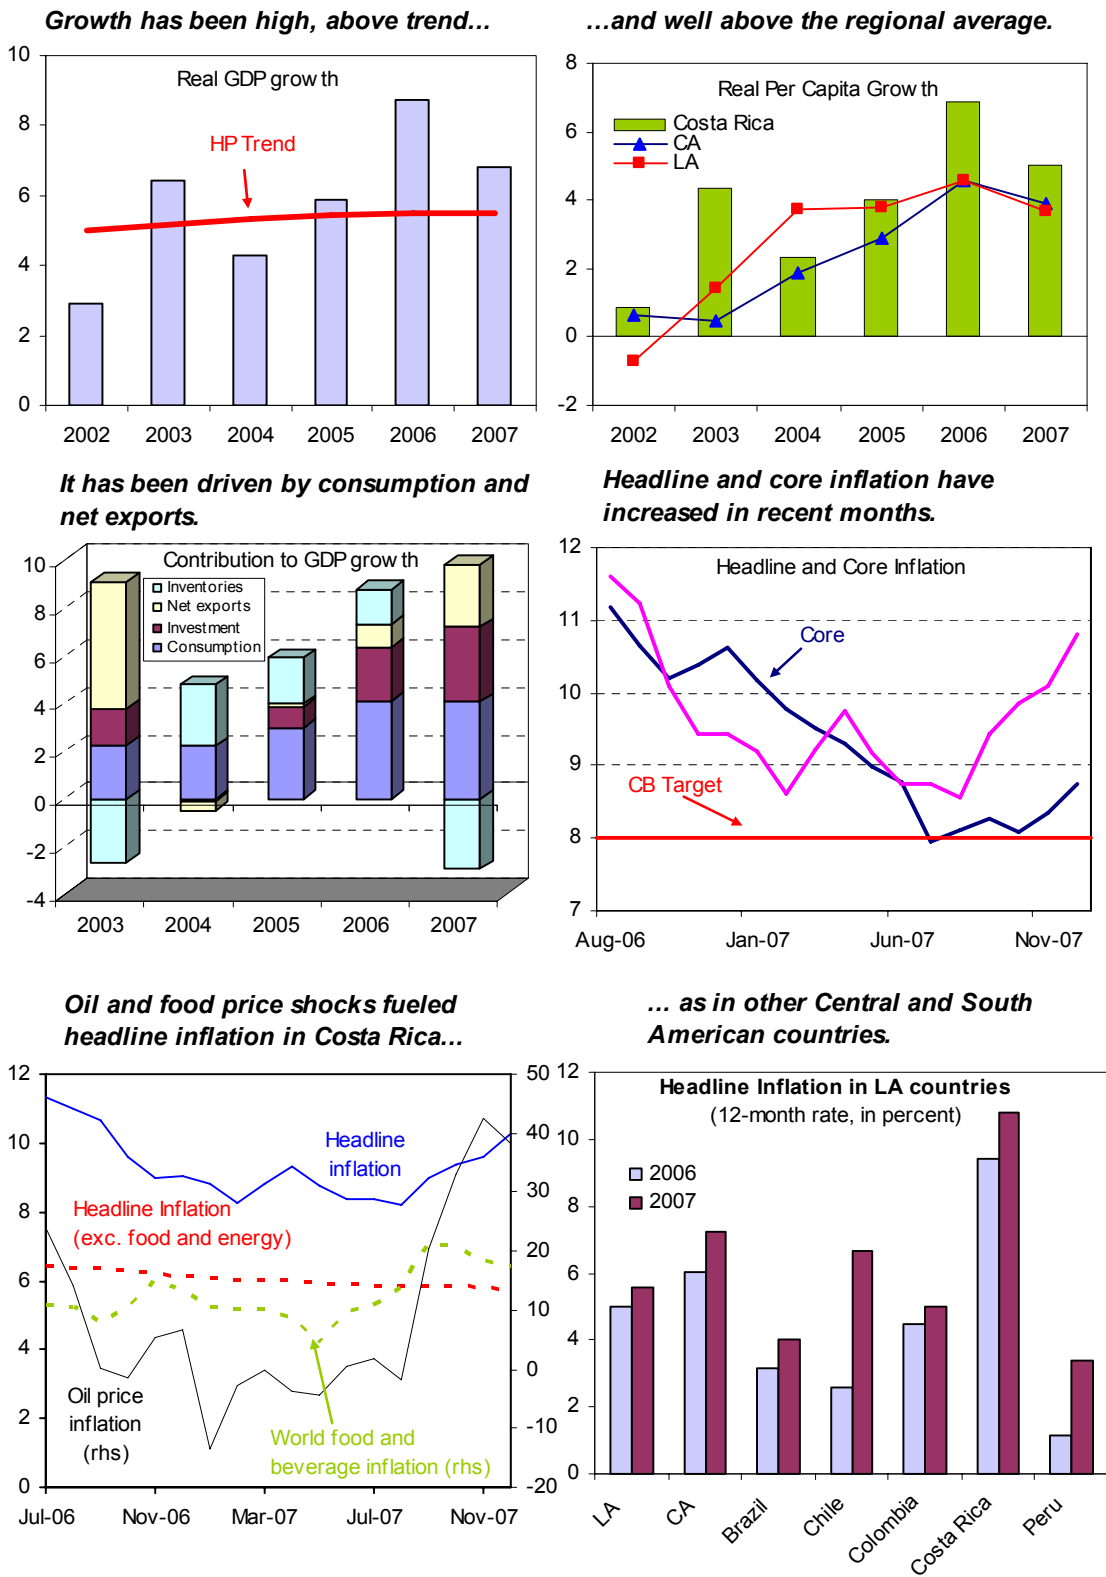 Growth has been high, above trend…
10
8
6
4
2
0
Real GDP growth
HP Trend
2002 2003 2004 2005 2006 2007
…and well above the regional average.
8
6
4
2
0
-2
Real Per Capita Growth
Costa Rica
CA
LA
2002 2003 2004 2005 2006 2007
It has been driven by consumption and
net exports.
10
8
6
4
2
0
-2
-4
Contribution to GDP growth
Inventories
Net exports
Investment
Consumption
2003 2004 2005 2006 2007
Headline and core inflation have
increased in recent months.
12
11
10
9
8
7
Headline and Core Inflation
Core
CB Target
Aug-06 Jan-07 Jun-07 Nov-07
Oil and food price shocks fueled
headline inflation in Costa Rica…
12
10
8
6
4
2
0
50
40
30
20
10
0
-10
-20
Headline
inflation
Headline Inflation
(exc. food and energy)
Oil price
inflation
(rhs)
World food and
beverage inflation (rhs)
Jul-06 Nov-06 Mar-07 Jul-07 Nov-07
… as in other Central and South
American countries.
12
10
8
6
4
2
0
Headline Inflation in LA countries
(12-month rate, in percent)
2006
2007
LA
CA
Brazil
Chile
Colombia
Costa Rica
Peru